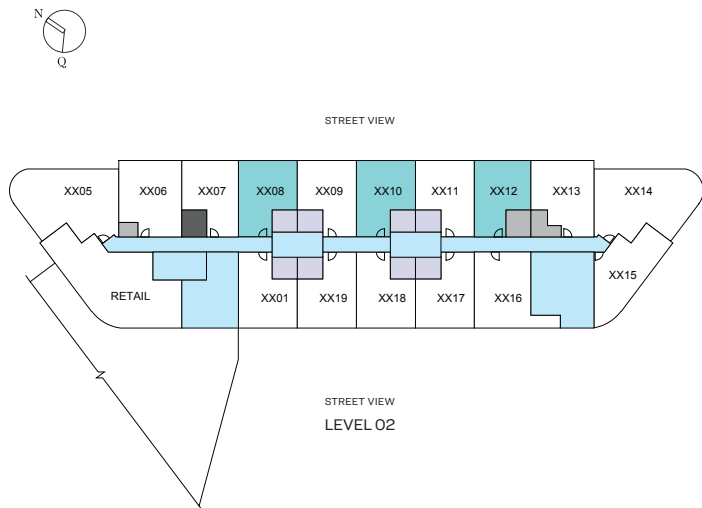 N
Q
STREET VIEW
XX05
XX06
XX07
XX08
XX09
XX10
XX11
XX12
XX13
XX14
RETAIL
XX01
XX19
XX18
XX17
XX16
XX15
STREET VIEW
LEVEL 02